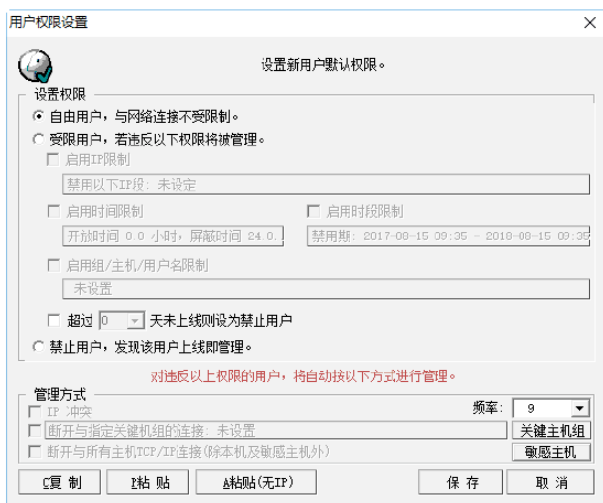 用户权限设置
设置新用户默认权限。
设置权限
自由用户，与网络连接不受限制。
受限用户，若违反以下权限将被管理。
启用IP限制
禁用以下IP段: 未设定
启用时间限制 启用时段限制
开放时间 0.0 小时，屏蔽时间 24.0. 禁用期: 2017-08-15 09:35 - 2018-08-15 09:35
启用组/主机/用户名限制
未设置
超过 0 天未上线则设为禁止用户
禁止用户，发现该用户上线即管理。
对违反以上权限的用户，将自动按以下方式进行管理。
管理方式
IP 冲突 频率: 9
断开与指定关键机组的连接: 未设置 关键主机组
断开与所有主机TCP/IP连接(除本机及敏感主机外) 敏感主机
C复 制 P粘 贴 A粘贴(无IP) 保 存 取 消